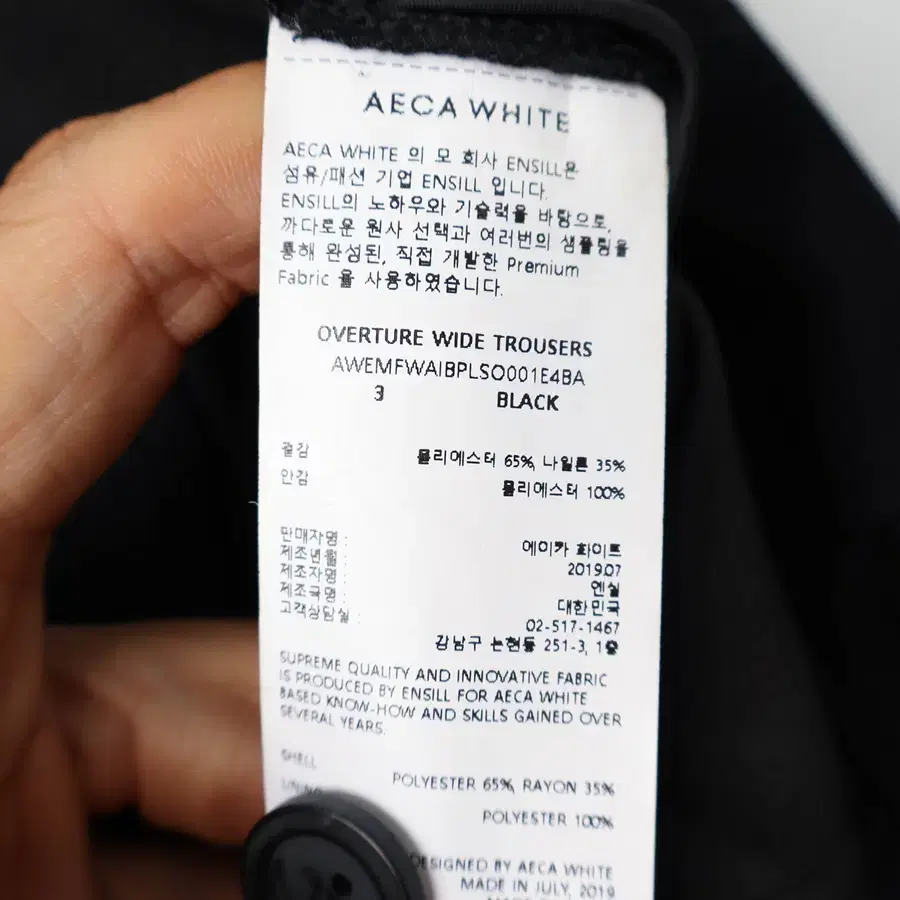 AECA WHITE
AECA WHITE 의 모 회사 ENSILL은
섬유/패션 기업 ENSILL 입니다.
ENSILL의 노하우와 기술력을 바탕으로,
까다로운 원사 선택과 여러번의 샘플링을
통해 완성된, 직접 개발한 Premium
Fabric 을 사용하였습니다.
OVERTURE WIDE TROUSERS
AWEMFWAIBPLSO001E4BA
3 BLACK
겉감 폴리에스터 65%, 나일론 35%
안감 폴리에스터 100%
판매자명 : 에이카 화이트
제조년월 : 2019.07
제조자명 : 엔실
제조국명 : 대한민국
고객상담실 : 02-517-1467
강남구 논현동 251-3, 1층
SUPREME QUALITY AND INNOVATIVE FABRIC
IS PRODUCED BY ENSILL FOR AECA WHITE
BASED KNOW-HOW AND SKILLS GAINED OVER
SEVERAL YEARS.
SHELL POLYESTER 65%, RAYON 35%
LINING POLYESTER 100%
DESIGNED BY AECA WHITE
MADE IN JULY, 2019